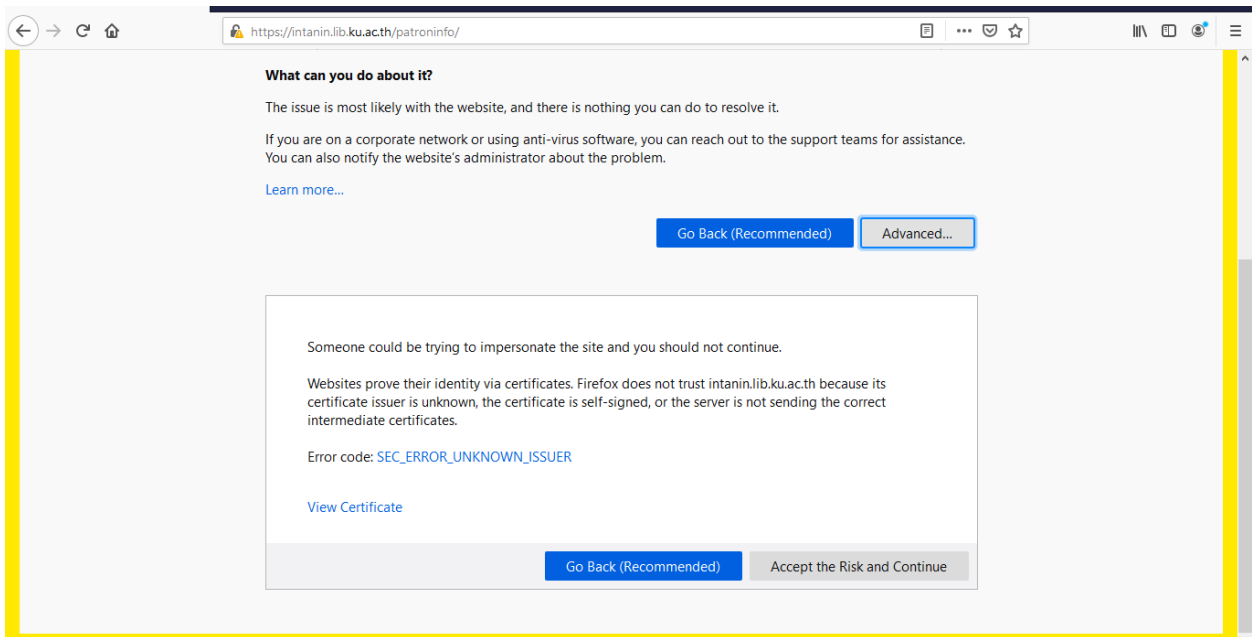 https://intanin.lib.ku.ac.th/patroninfo/
What can you do about it?
The issue is most likely with the website, and there is nothing you can do to resolve it.
If you are on a corporate network or using anti-virus software, you can reach out to the support teams for assistance.
You can also notify the website's administrator about the problem.
Learn more...
Go Back (Recommended) Advanced...
Someone could be trying to impersonate the site and you should not continue.
Websites prove their identity via certificates. Firefox does not trust intanin.lib.ku.ac.th because its
certificate issuer is unknown, the certificate is self-signed, or the server is not sending the correct
intermediate certificates.
Error code: SEC_ERROR_UNKNOWN_ISSUER
View Certificate
Go Back (Recommended) Accept the Risk and Continue